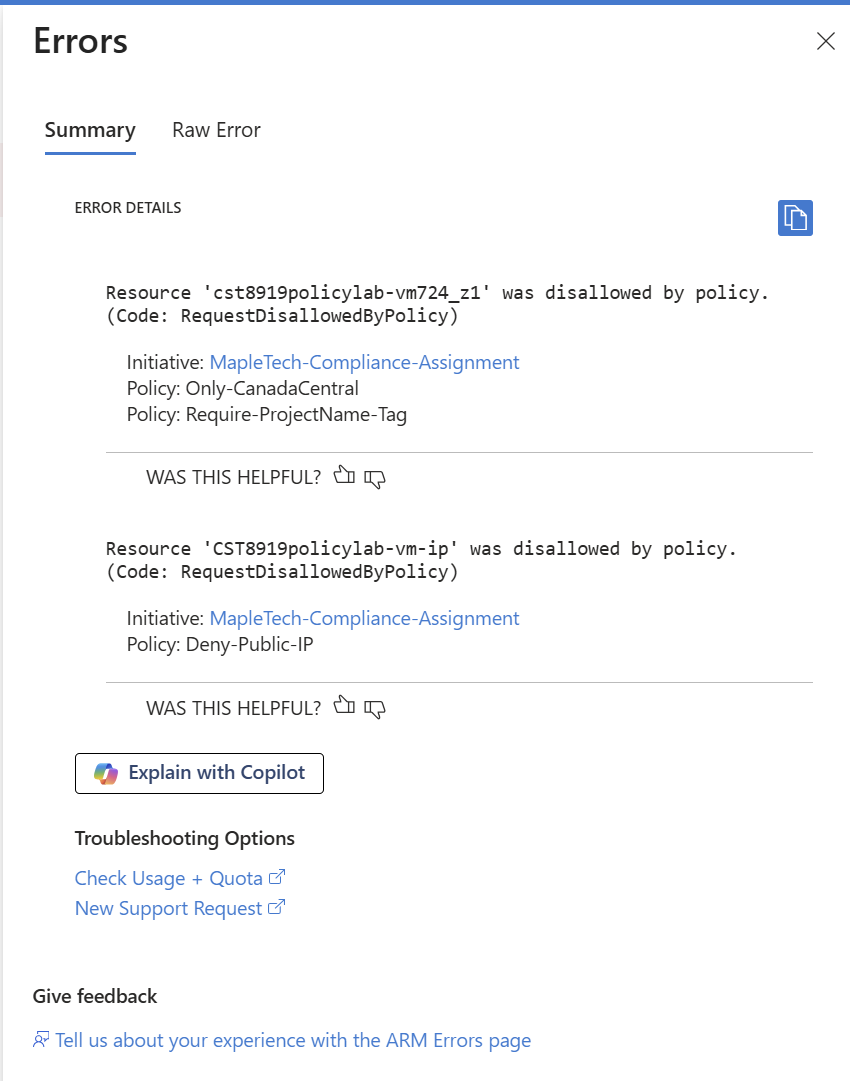 Errors
Summary
Raw Error
ERROR DETAILS
Resource 'cst8919policylab-vm724_z1' was disallowed by policy.
(Code: RequestDisallowedByPolicy)
Initiative: MapleTech-Compliance-Assignment
Policy: Only-CanadaCentral
Policy: Require-ProjectName-Tag
WAS THIS HELPFUL?
Resource 'CST8919policylab-vm-ip' was disallowed by policy.
(Code: RequestDisallowedByPolicy)
Initiative: MapleTech-Compliance-Assignment
Policy: Deny-Public-IP
WAS THIS HELPFUL?
Explain with Copilot
Troubleshooting Options
Check Usage + Quota
New Support Request
Give feedback
Tell us about your experience with the ARM Errors page